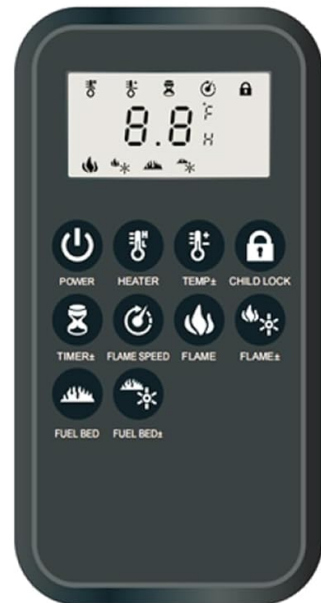 8.8 °F
H
POWER HEATER TEMP± CHILD LOCK
TIMER± FLAME SPEED FLAME FLAME±
FUEL BED FUEL BED±